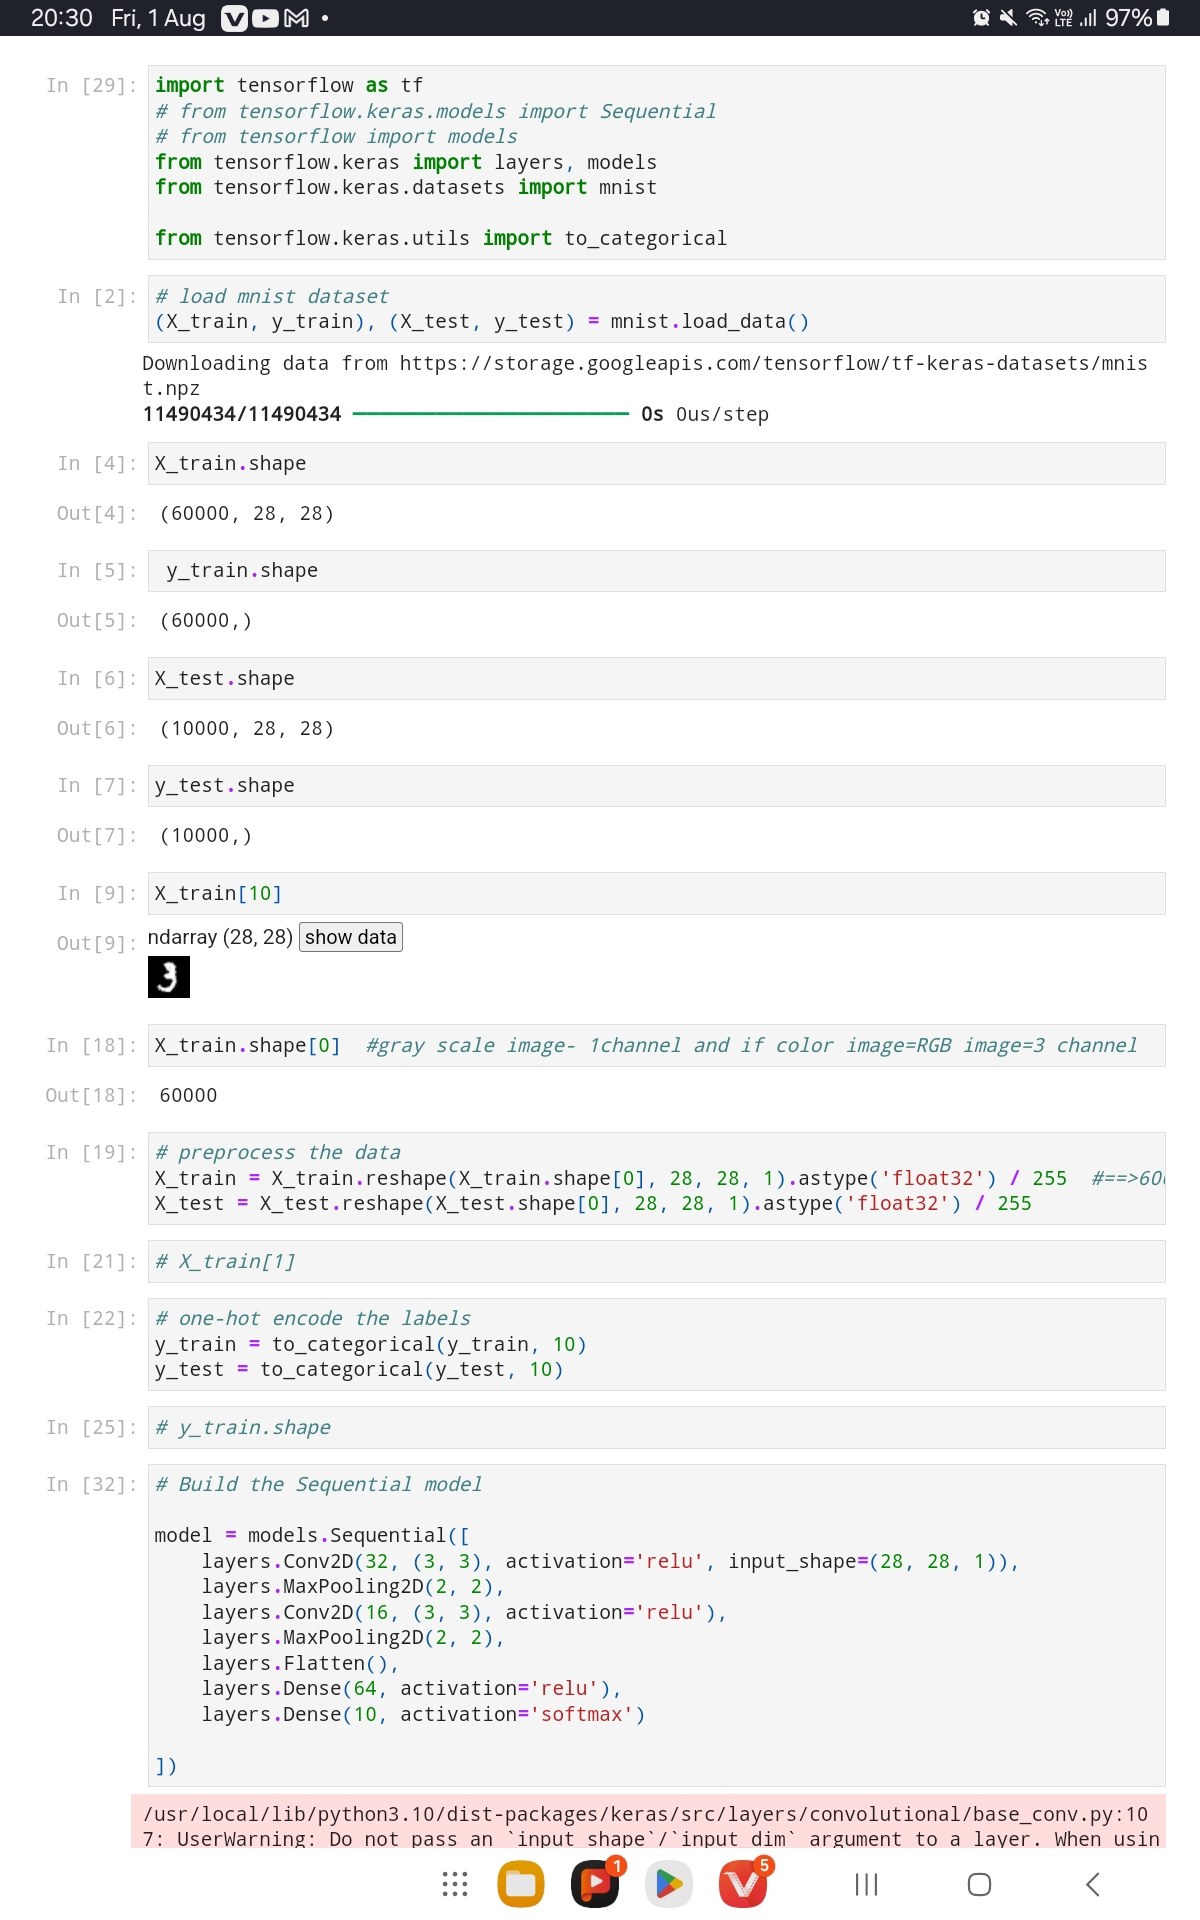 20:30 Fri, 1 Aug
Vo) LTE 97%
In [29]: import tensorflow as tf
# from tensorflow.keras.models import Sequential
# from tensorflow import models
from tensorflow.keras import layers, models
from tensorflow.keras.datasets import mnist
from tensorflow.keras.utils import to_categorical
In [2]: # load mnist dataset
(X_train, y_train), (X_test, y_test) = mnist.load_data()
Downloading data from https://storage.googleapis.com/tensorflow/tf-keras-datasets/mnis
t.npz
11490434/11490434 0s 0us/step
In [4]: X_train.shape
Out[4]: (60000, 28, 28)
In [5]: y_train.shape
Out[5]: (60000,)
In [6]: X_test.shape
Out[6]: (10000, 28, 28)
In [7]: y_test.shape
Out[7]: (10000,)
In [9]: X_train[10]
Out[9]: ndarray (28, 28) show data
3
In [18]: X_train.shape[0] #gray scale image- 1channel and if color image=RGB image=3 channel
Out[18]: 60000
In [19]: # preprocess the data
X_train = X_train.reshape(X_train.shape[0], 28, 28, 1).astype('float32') / 255 #==>60
X_test = X_test.reshape(X_test.shape[0], 28, 28, 1).astype('float32') / 255
In [21]: # X_train[1]
In [22]: # one-hot encode the labels
y_train = to_categorical(y_train, 10)
y_test = to_categorical(y_test, 10)
In [25]: # y_train.shape
In [32]: # Build the Sequential model
model = models.Sequential([
layers.Conv2D(32, (3, 3), activation='relu', input_shape=(28, 28, 1)),
layers.MaxPooling2D(2, 2),
layers.Conv2D(16, (3, 3), activation='relu'),
layers.MaxPooling2D(2, 2),
layers.Flatten(),
layers.Dense(64, activation='relu'),
layers.Dense(10, activation='softmax')
])
/usr/local/lib/python3.10/dist-packages/keras/src/layers/convolutional/base_conv.py:10
7: UserWarning: Do not pass an `input_shape`/`input_dim` argument to a layer. When usin
1
5